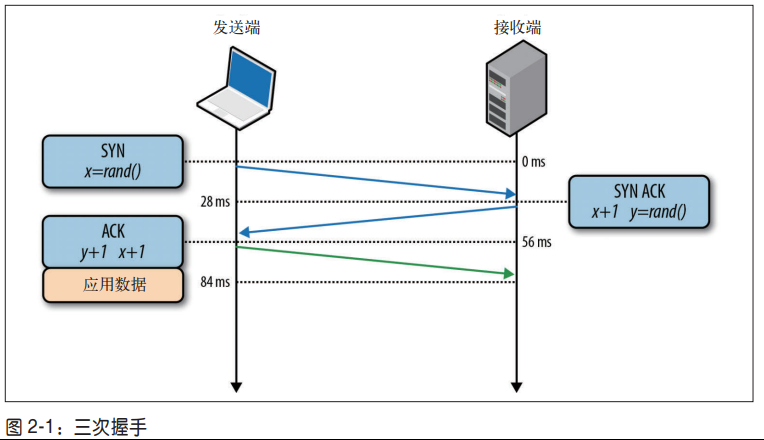 发送端
接收端
SYN
x=rand()
0 ms
28 ms
SYN ACK
x+1 y=rand()
ACK
y+1 x+1
56 ms
应用数据
84 ms
图 2-1：三次握手